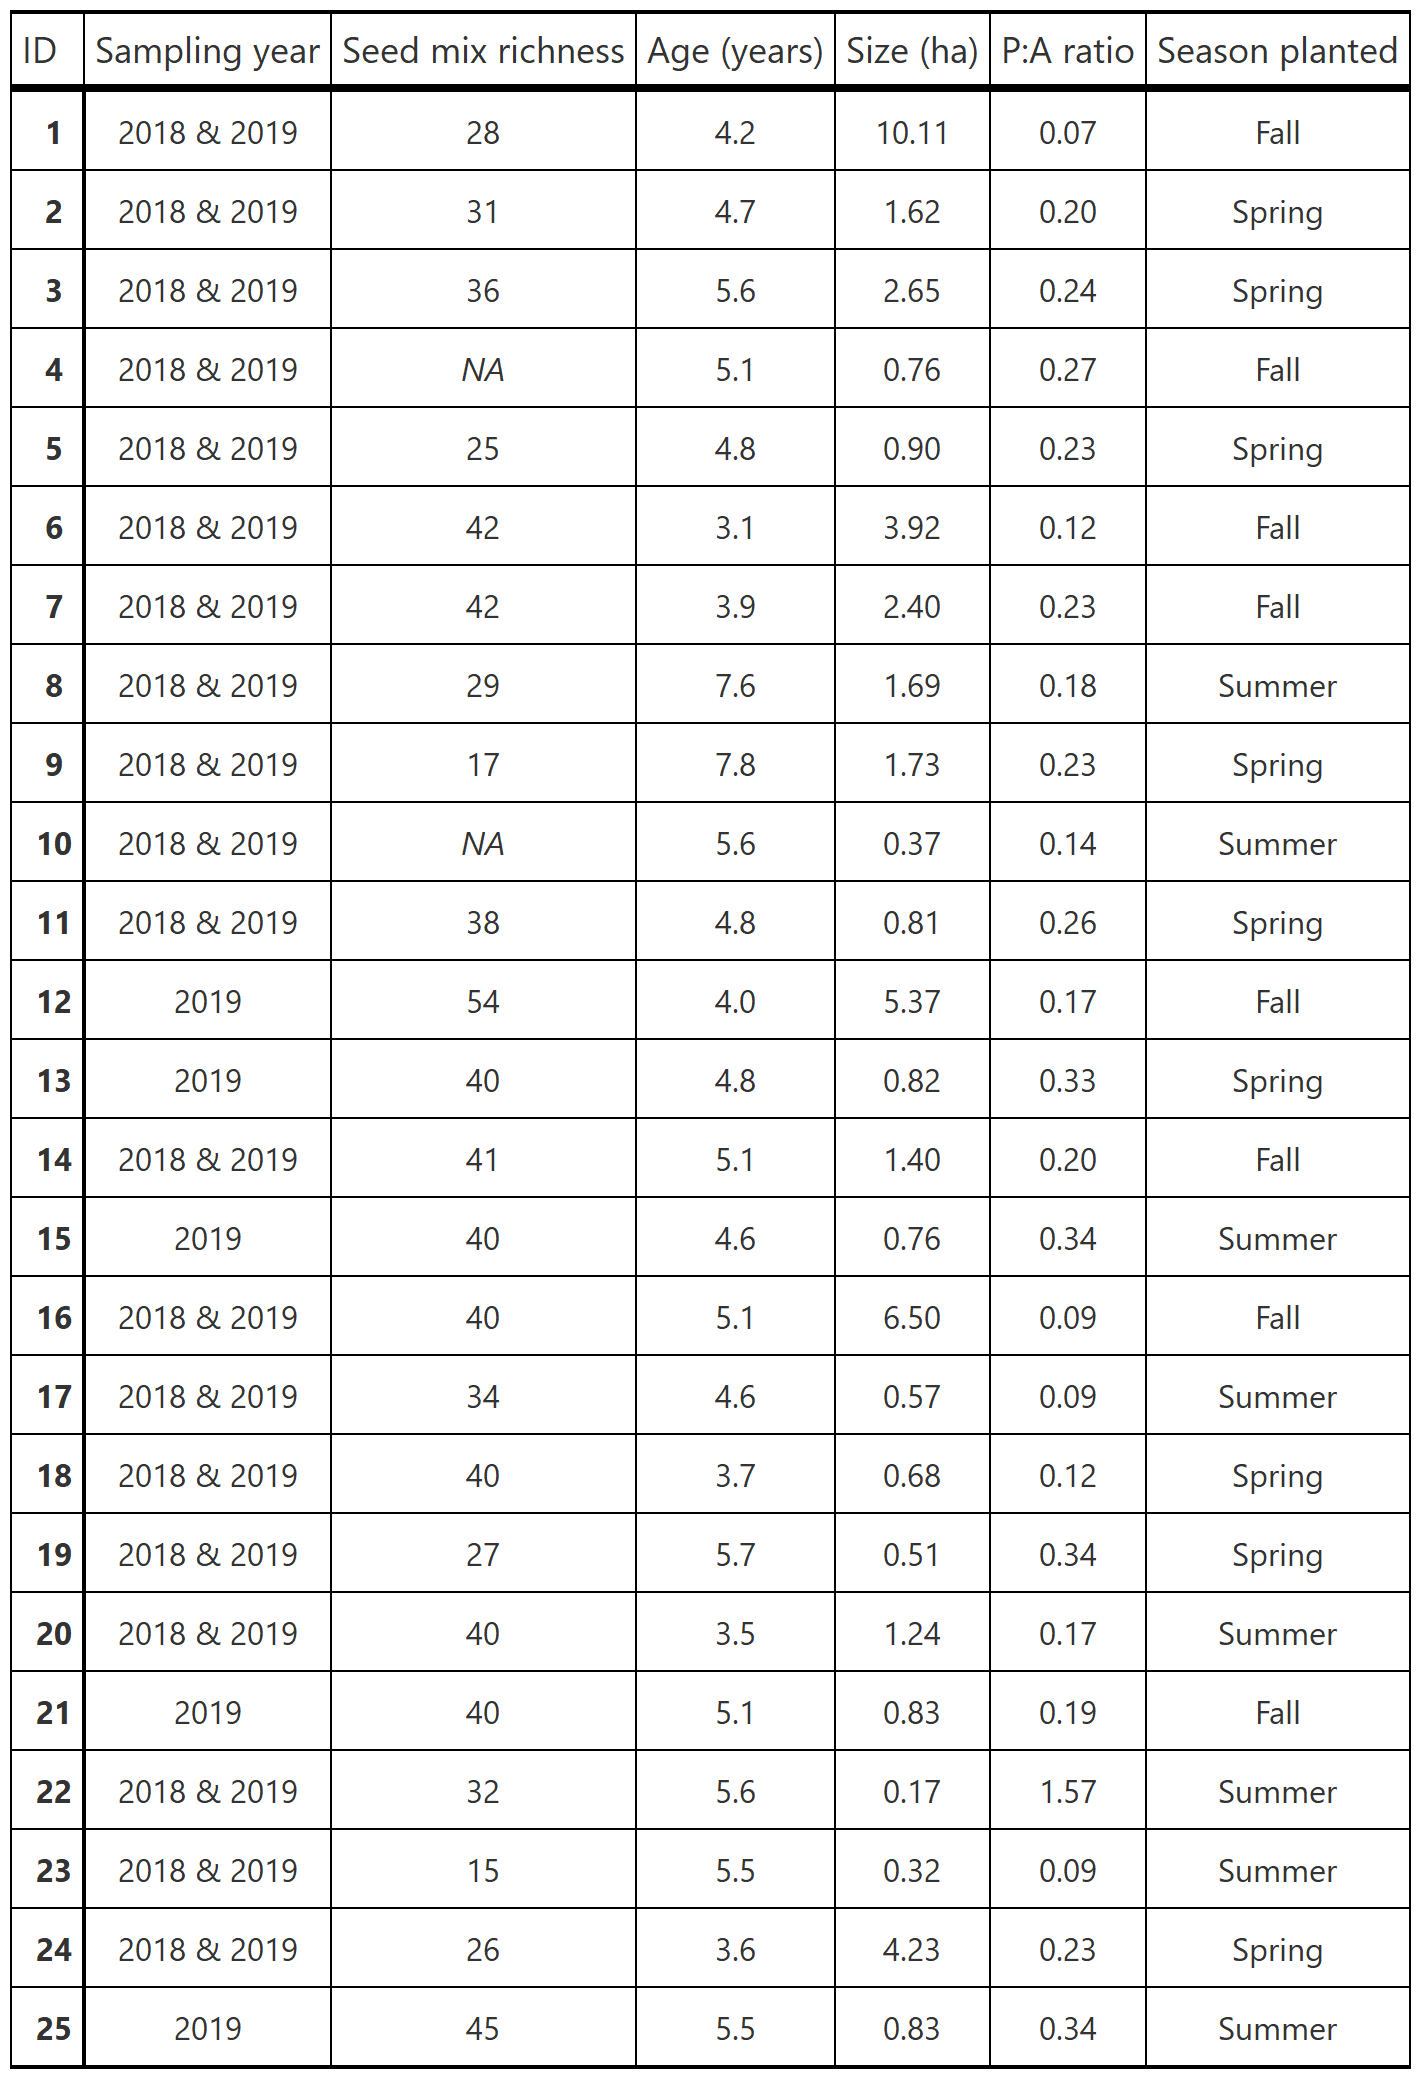 ID Sampling year Seed mix richness Age (years) Size (ha) P:A ratio Season planted
1 2018 & 2019 28 4.2 10.11 0.07 Fall
2 2018 & 2019 31 4.7 1.62 0.20 Spring
3 2018 & 2019 36 5.6 2.65 0.24 Spring
4 2018 & 2019 NA 5.1 0.76 0.27 Fall
5 2018 & 2019 25 4.8 0.90 0.23 Spring
6 2018 & 2019 42 3.1 3.92 0.12 Fall
7 2018 & 2019 42 3.9 2.40 0.23 Fall
8 2018 & 2019 29 7.6 1.69 0.18 Summer
9 2018 & 2019 17 7.8 1.73 0.23 Spring
10 2018 & 2019 NA 5.6 0.37 0.14 Summer
11 2018 & 2019 38 4.8 0.81 0.26 Spring
12 2019 54 4.0 5.37 0.17 Fall
13 2019 40 4.8 0.82 0.33 Spring
14 2018 & 2019 41 5.1 1.40 0.20 Fall
15 2019 40 4.6 0.76 0.34 Summer
16 2018 & 2019 40 5.1 6.50 0.09 Fall
17 2018 & 2019 34 4.6 0.57 0.09 Summer
18 2018 & 2019 40 3.7 0.68 0.12 Spring
19 2018 & 2019 27 5.7 0.51 0.34 Spring
20 2018 & 2019 40 3.5 1.24 0.17 Summer
21 2019 40 5.1 0.83 0.19 Fall
22 2018 & 2019 32 5.6 0.17 1.57 Summer
23 2018 & 2019 15 5.5 0.32 0.09 Summer
24 2018 & 2019 26 3.6 4.23 0.23 Spring
25 2019 45 5.5 0.83 0.34 Summer